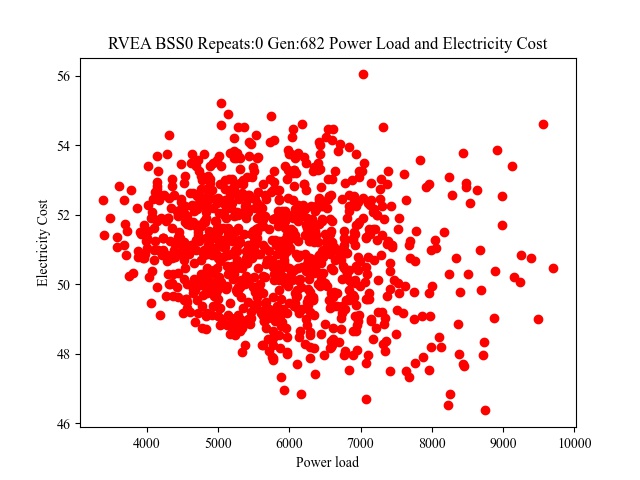 RVEA BSS0 Repeats:0 Gen:682 Power Load and Electricity Cost
56
54
52
50
48
46
Electricity Cost
4000 5000 6000 7000 8000 9000 10000
Power load